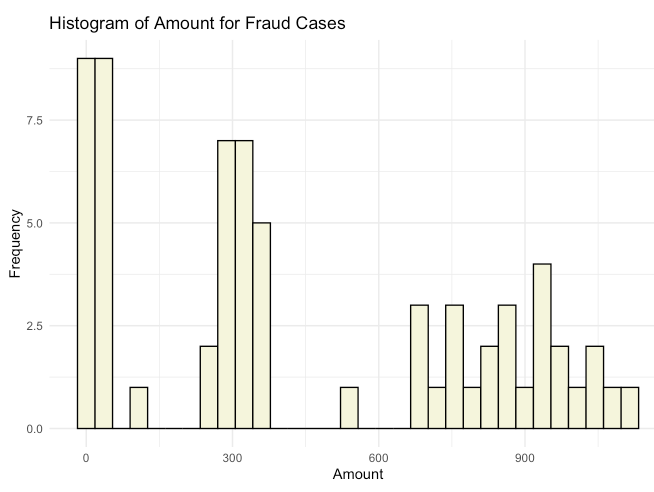 Histogram of Amount for Fraud Cases
7.5
5.0
2.5
0.0
Frequency
0 300 600 900
Amount